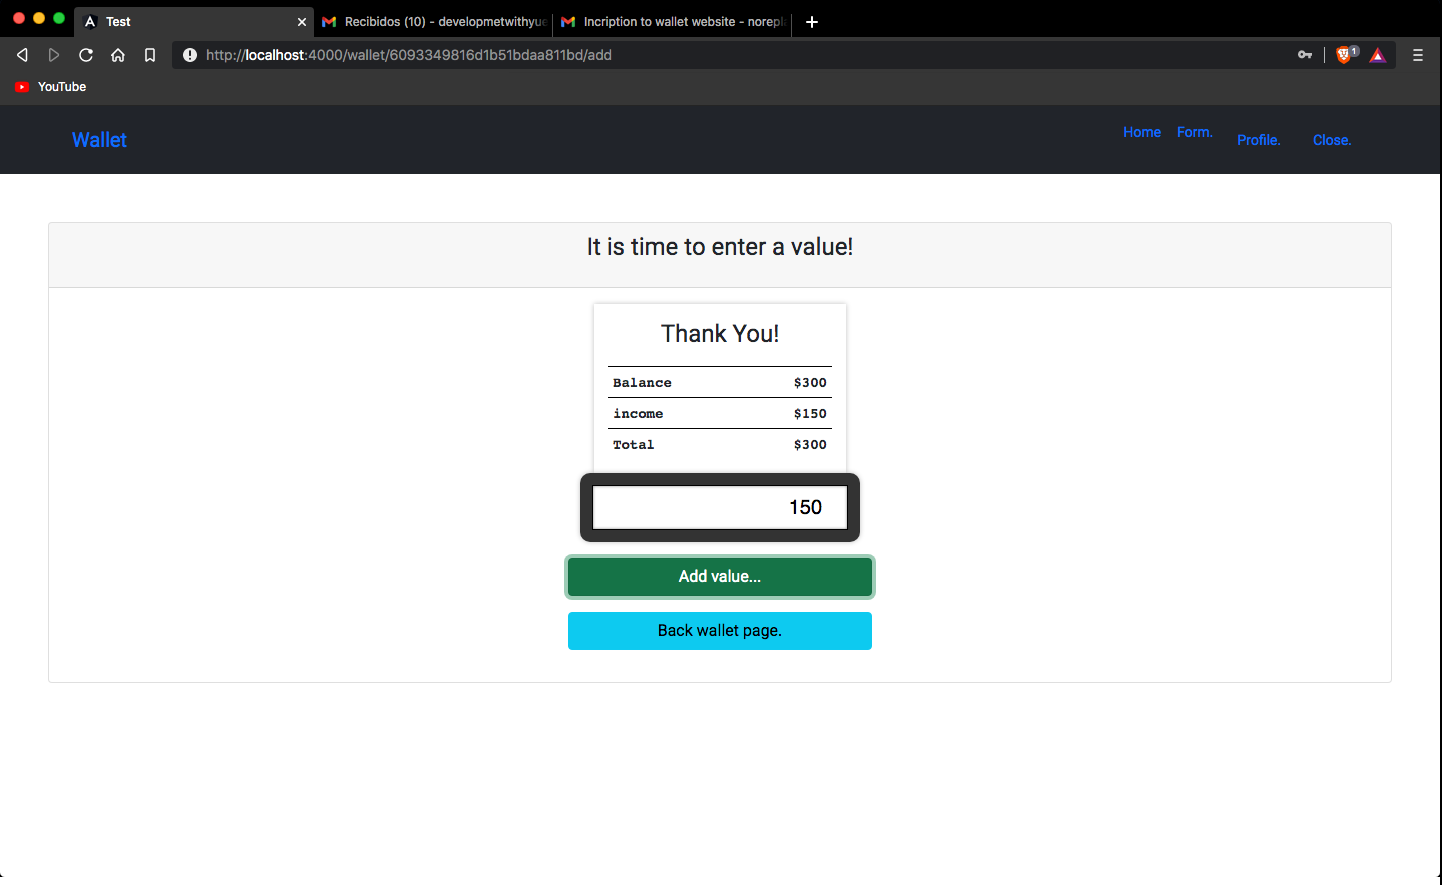 Test
Recibidos (10) - developmetwithyue
Incription to wallet website - norepl
http://localhost:4000/wallet/6093349816d1b51bdaa811bd/add
1
YouTube
Wallet
Home Form. Profile. Close.
It is time to enter a value!
Thank You!
Balance $300
income $150
Total $300
150
Add value...
Back wallet page.